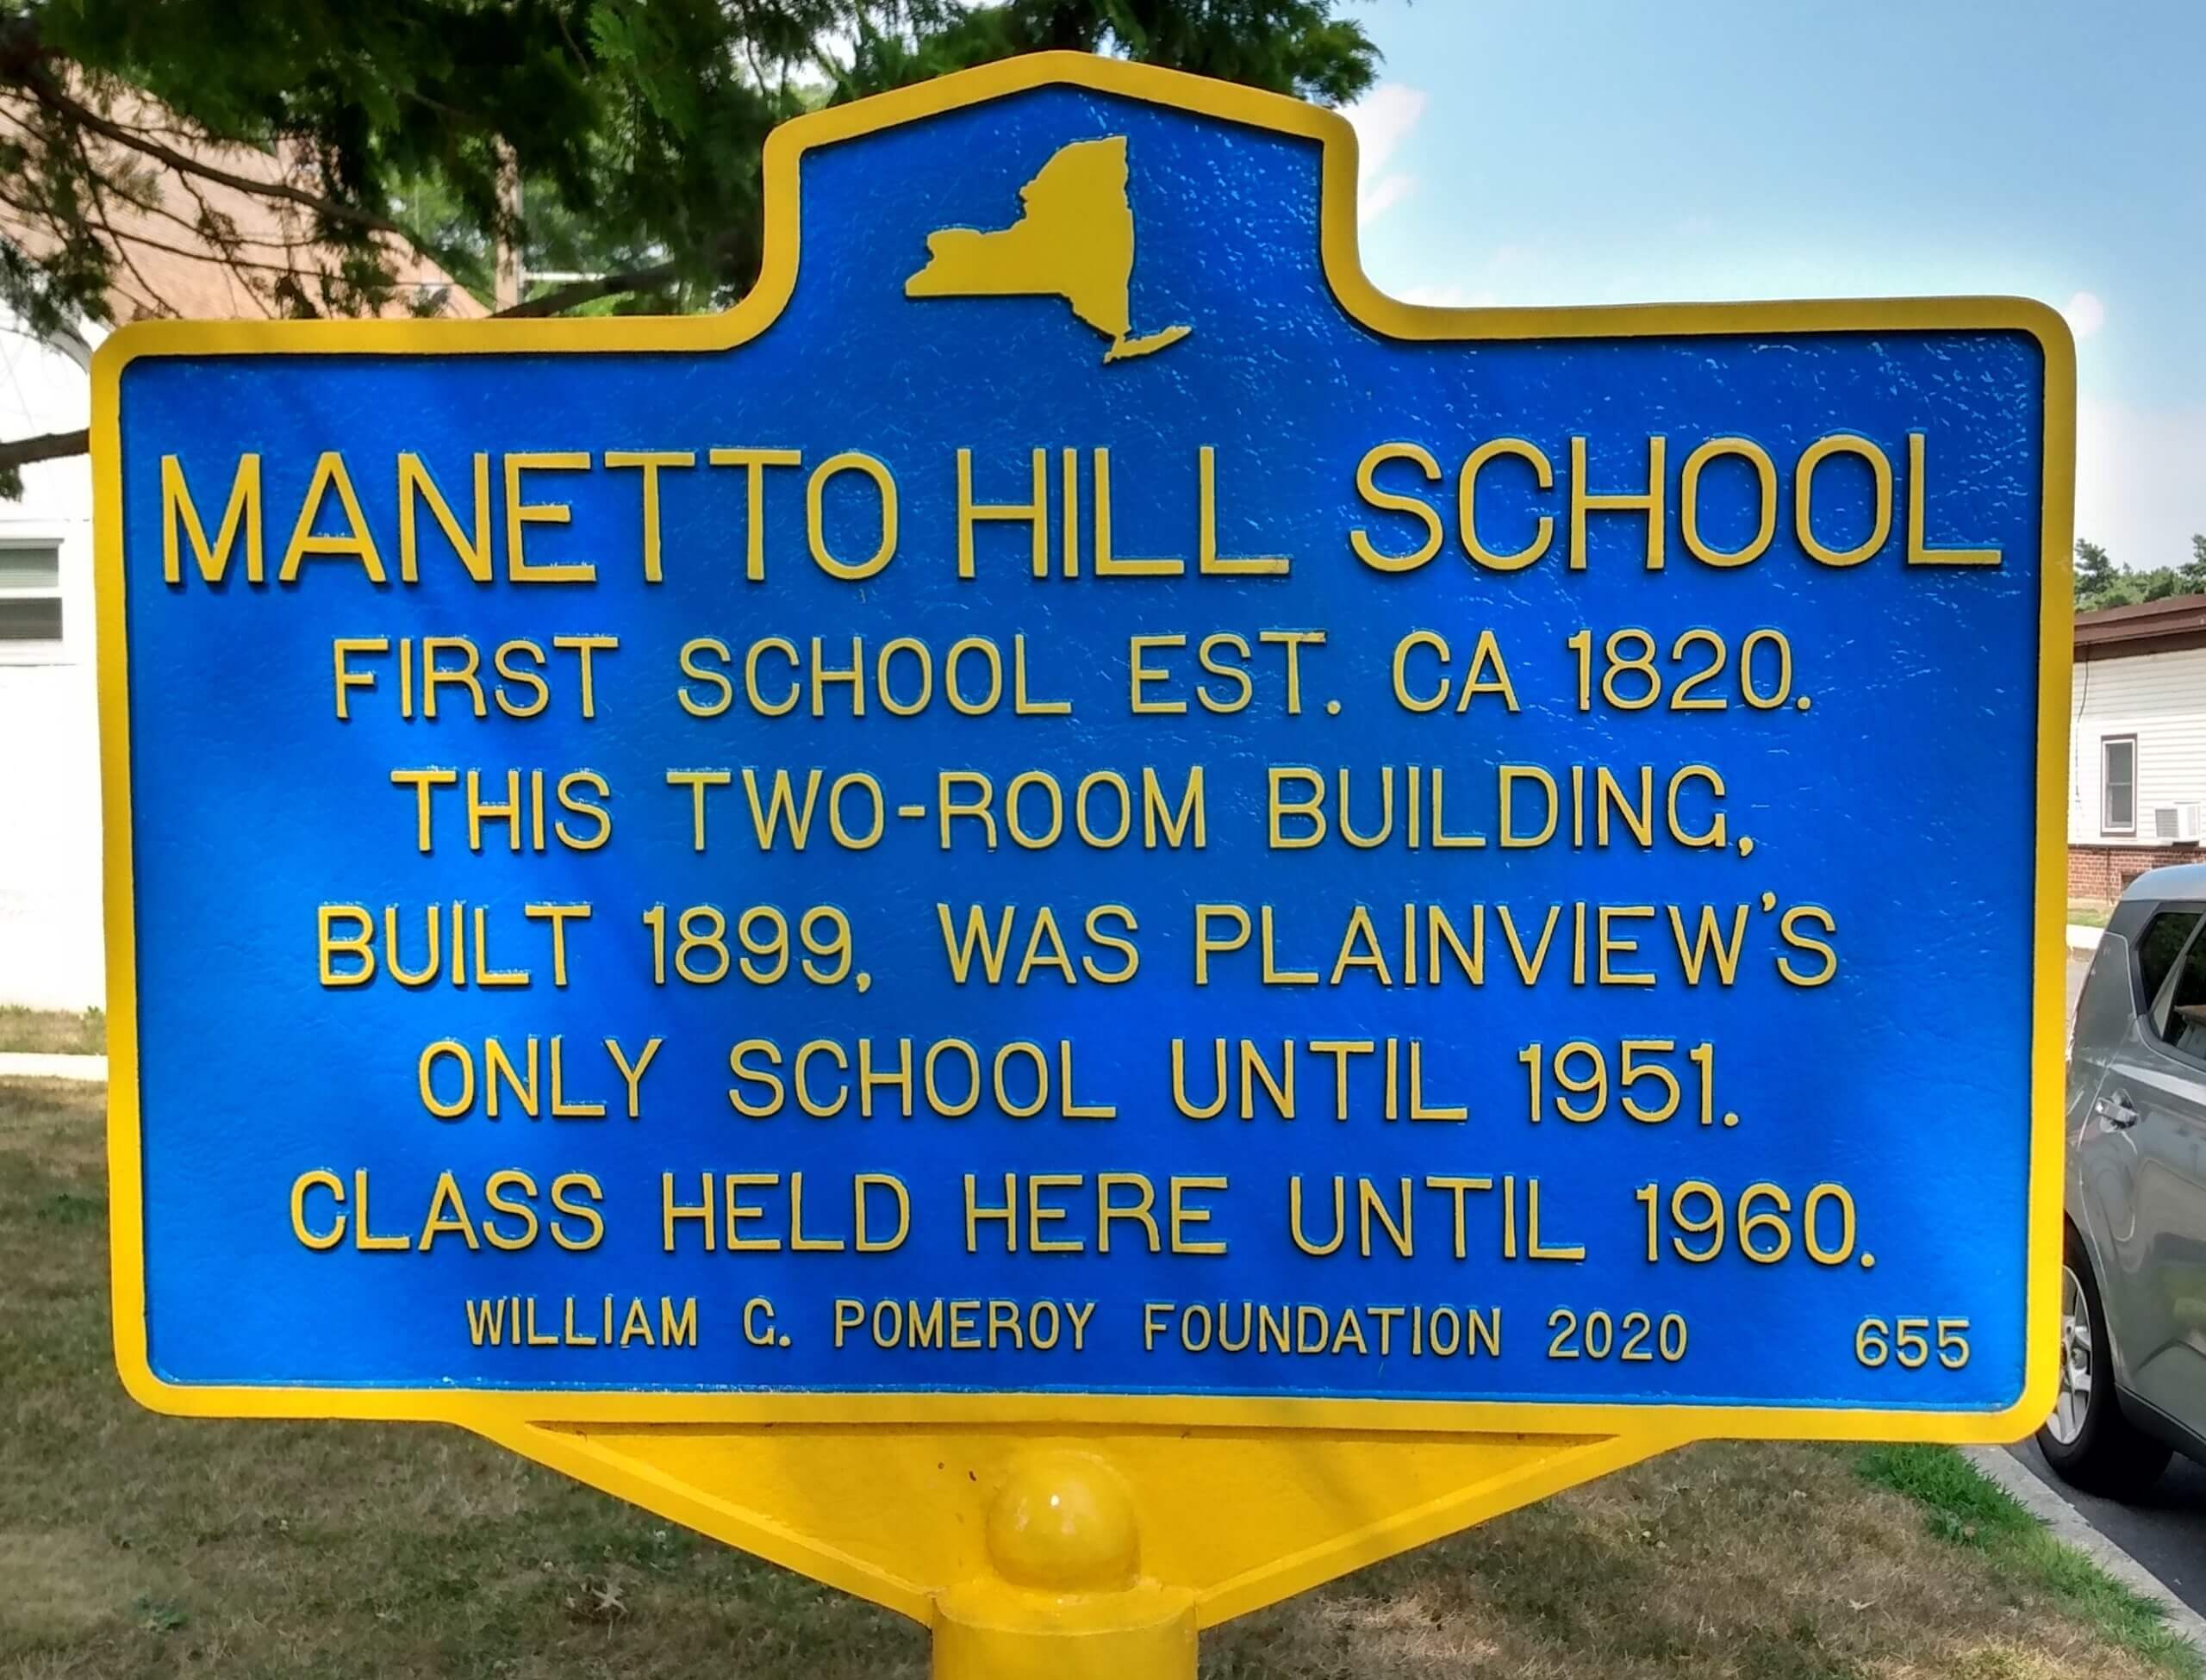 MANETTO HILL SCHOOL
FIRST SCHOOL EST. CA 1820.
THIS TWO-ROOM BUILDING,
BUILT 1899, WAS PLAINVIEW'S
ONLY SCHOOL UNTIL 1951.
CLASS HELD HERE UNTIL 1960.
WILLIAM G. POMEROY FOUNDATION 2020 655